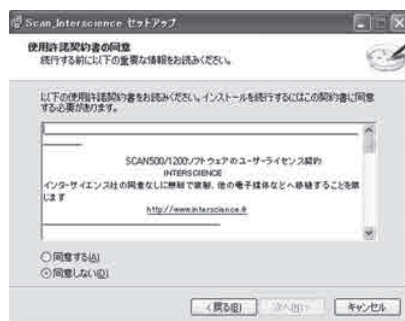 Scan_Interscience セットアップ
使用許諾契約書の同意
続行する前に以下の重要な情報をお読みください。
以下の使用許諾契約書をお読みください。インストールを続行するにはこの契約書に同意
する必要があります。
SCAN500/1200ソフトウェアのユーザーライセンス契約
INTERSCIENCE
インターサイエンス社の同意なしに無断で複製、他の電子媒体などへ移植することを禁
じます
http://www.interscience.fr
同意する(A)
同意しない(D)
< 戻る(B)
次へ(N) >
キャンセル